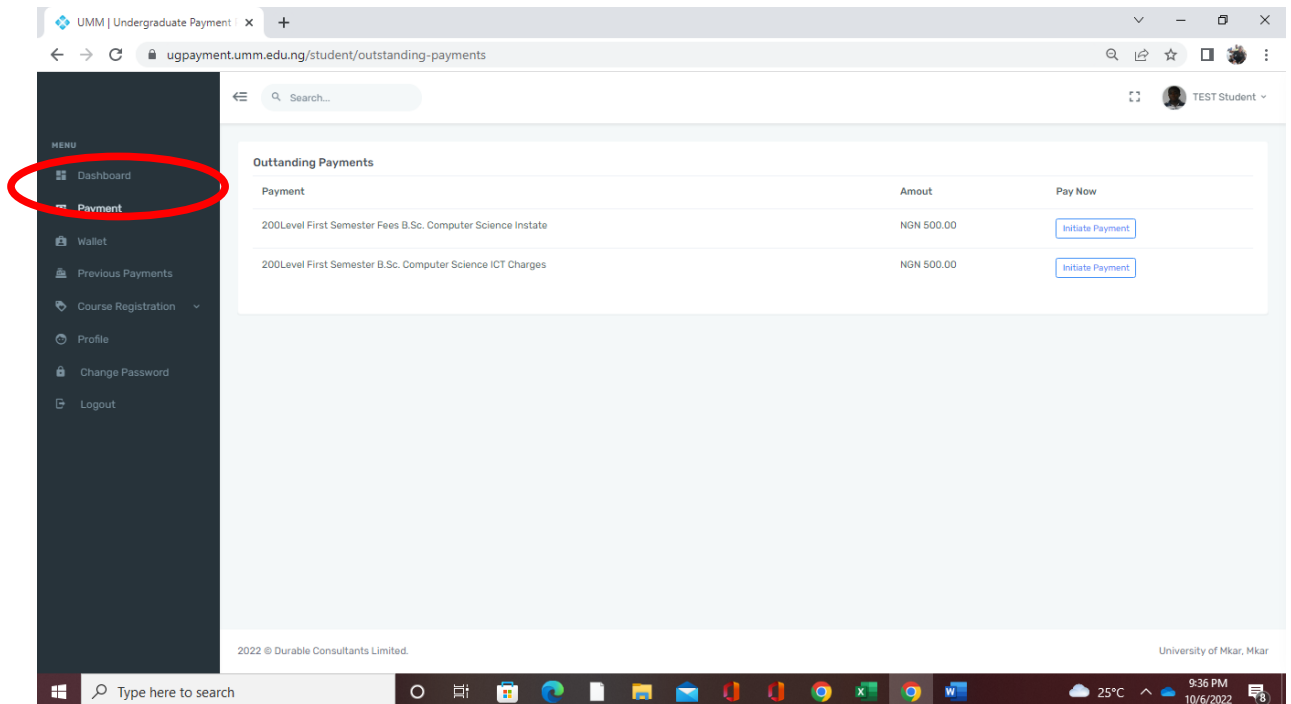 UMM | Undergraduate Payment
ugpayment.umm.edu.ng/student/outstanding-payments
Search...
TEST Student
MENU
Dashboard
Payment
Wallet
Previous Payments
Course Registration
Profile
Change Password
Logout
Outtanding Payments
Payment Amout Pay Now
200Level First Semester Fees B.Sc. Computer Science Instate NGN 500.00 Initiate Payment
200Level First Semester B.Sc. Computer Science ICT Charges NGN 500.00 Initiate Payment
2022 © Durable Consultants Limited. University of Mkar, Mkar
Type here to search
25°C
9:36 PM
10/6/2022
8